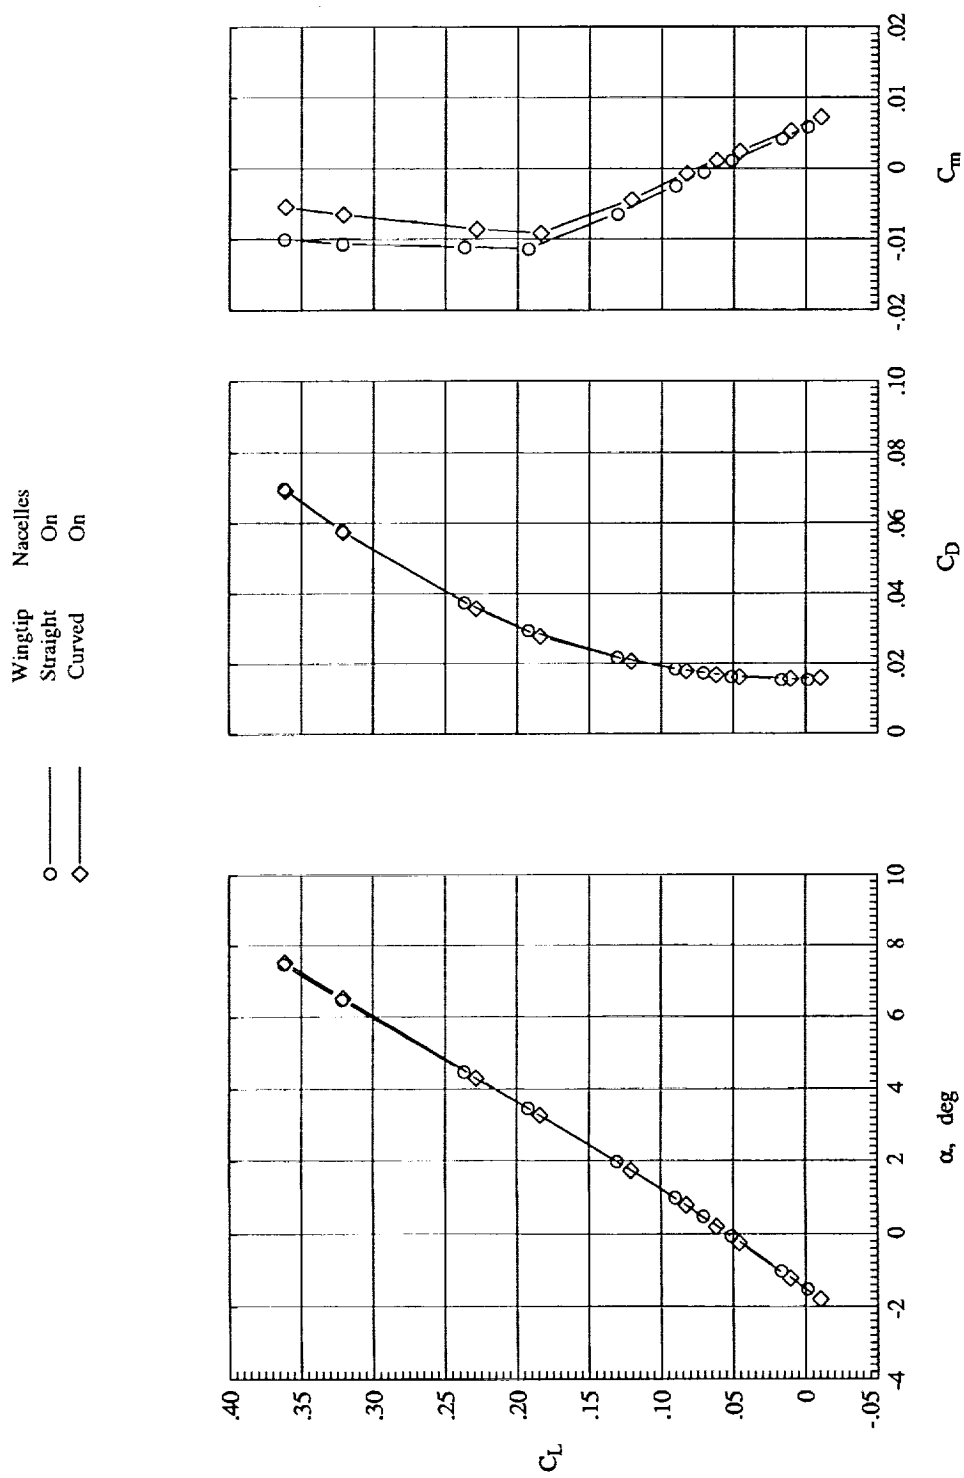 Wingtip Nacelles
Straight On
Curved On
C_L
.40
.35
.30
.25
.20
.15
.10
.05
0
-.05
-4 -2 0 2 4 6 8 10
α, deg
0 .02 .04 .06 .08 .10
C_D
-.02 -.01 0 .01 .02
C_m